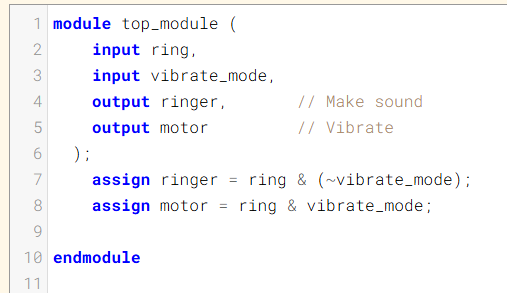 1 module top_module (
2     input ring,
3     input vibrate_mode,
4     output ringer,       // Make sound
5     output motor         // Vibrate
6   );
7     assign ringer = ring & (~vibrate_mode);
8     assign motor = ring & vibrate_mode;
9
10 endmodule
11